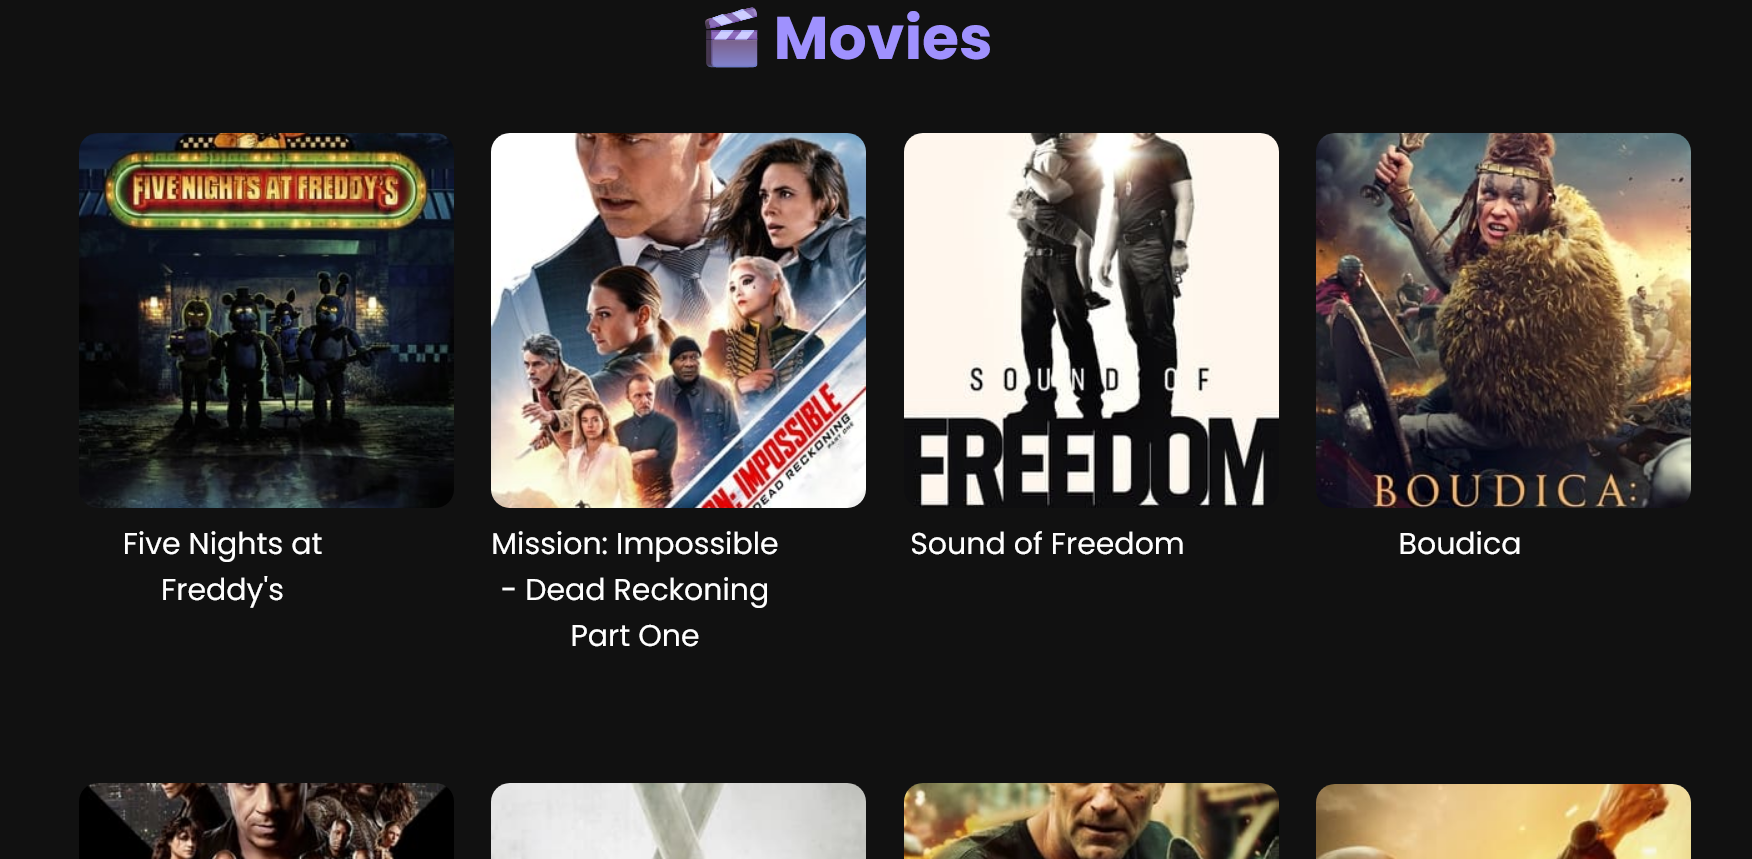 🎬 Movies
FIVE NIGHTS AT FREDDY'S
ON: IMPOSSIBLE
DEAD RECKONING
PART ONE
SOUND OF
FREEDOM
BOUDICA:
Five Nights at
Freddy's
Mission: Impossible
- Dead Reckoning
Part One
Sound of Freedom
Boudica